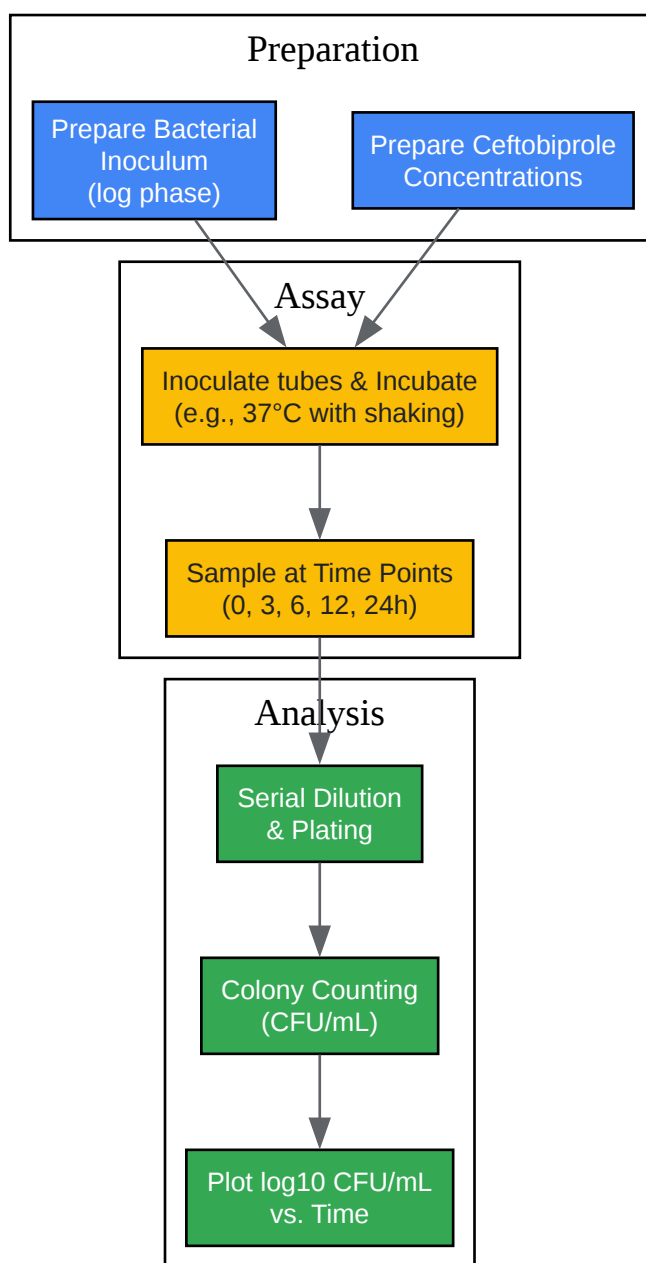 Preparation
Prepare Bacterial
Inoculum
(log phase)
Prepare Ceftobiprole
Concentrations
Assay
Inoculate tubes & Incubate
(e.g., 37°C with shaking)
Sample at Time Points
(0, 3, 6, 12, 24h)
Analysis
Serial Dilution
& Plating
Colony Counting
(CFU/mL)
Plot log10 CFU/mL
vs. Time